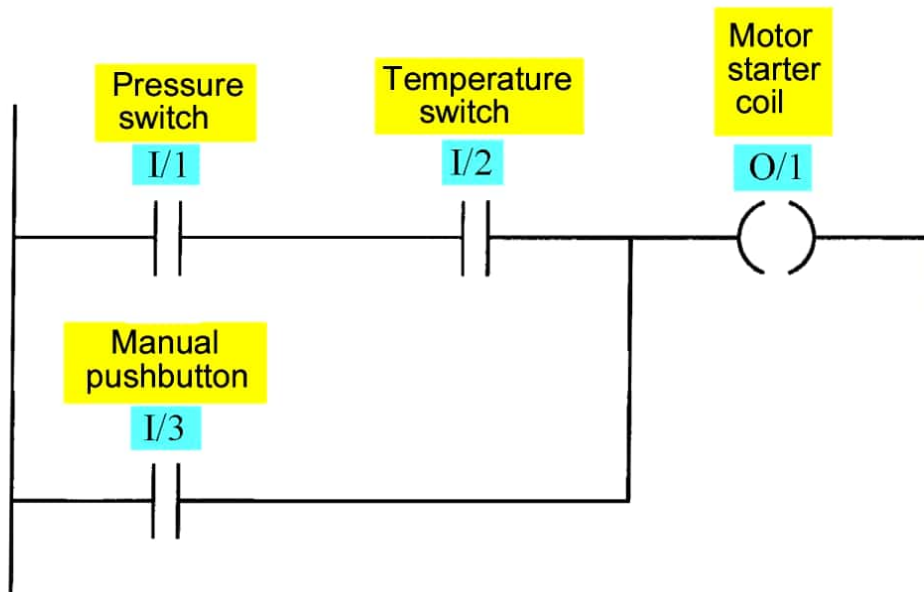 Pressure
switch
I/1
Temperature
switch
I/2
Motor
starter
coil
O/1
Manual
pushbutton
I/3